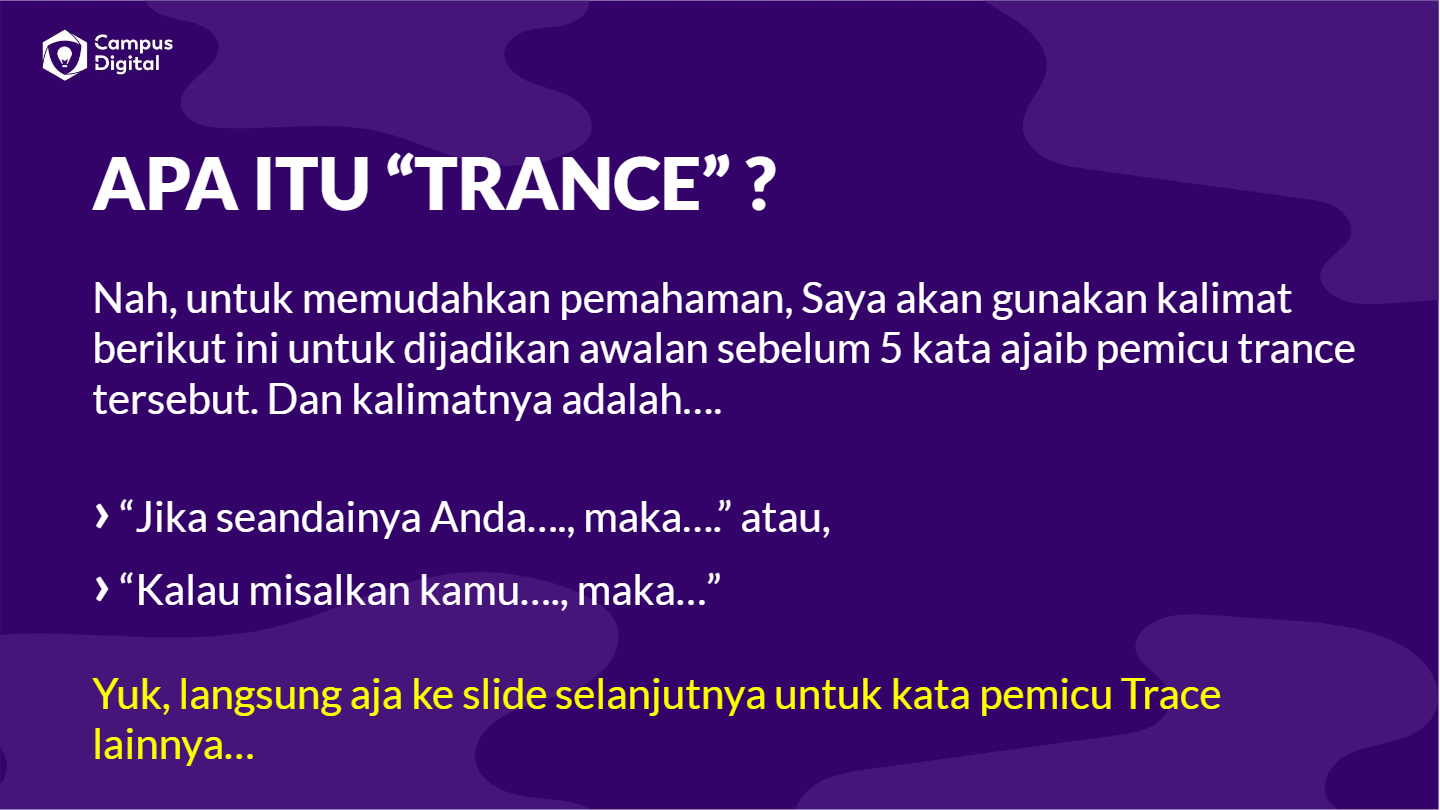 Campus
Digital
APA ITU “TRANCE” ?
Nah, untuk memudahkan pemahaman, Saya akan gunakan kalimat
berikut ini untuk dijadikan awalan sebelum 5 kata ajaib pemicu trance
tersebut. Dan kalimatnya adalah….
› “Jika seandainya Anda…., maka….” atau,
› “Kalau misalkan kamu…., maka…”
Yuk, langsung aja ke slide selanjutnya untuk kata pemicu Trace
lainnya…